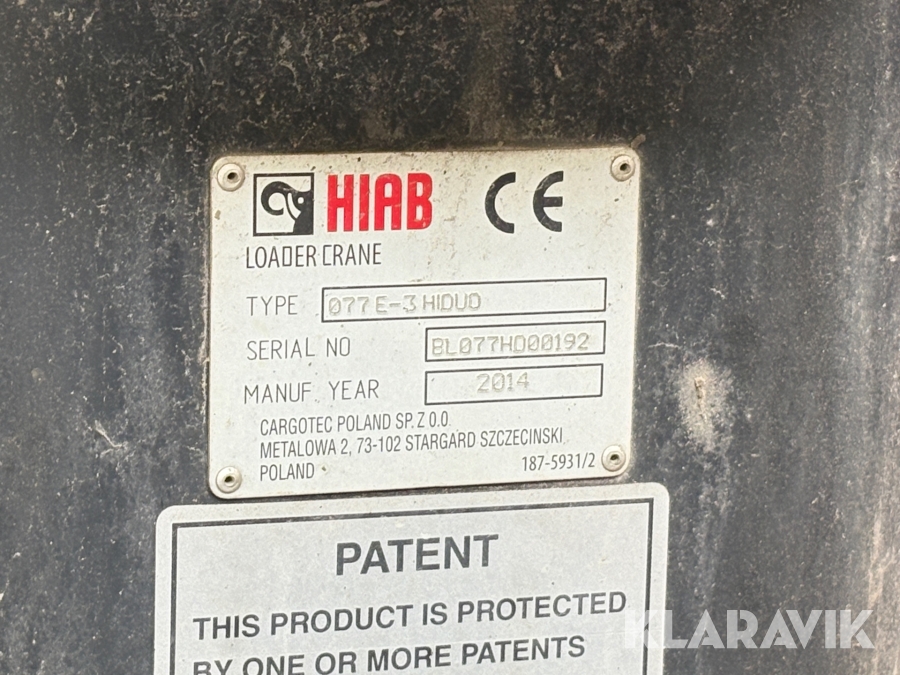 HIAB CE
LOADER CRANE
TYPE 077 E-3 HIDUO
SERIAL NO BL077HD00192
MANUF. YEAR 2014
CARGOTEC POLAND SP. Z O.O.
METALOWA 2, 73-102 STARGARD SZCZECINSKI
POLAND 187-5931/2
PATENT
THIS PRODUCT IS PROTECTED
BY ONE OR MORE PATENTS
KLARAVIK